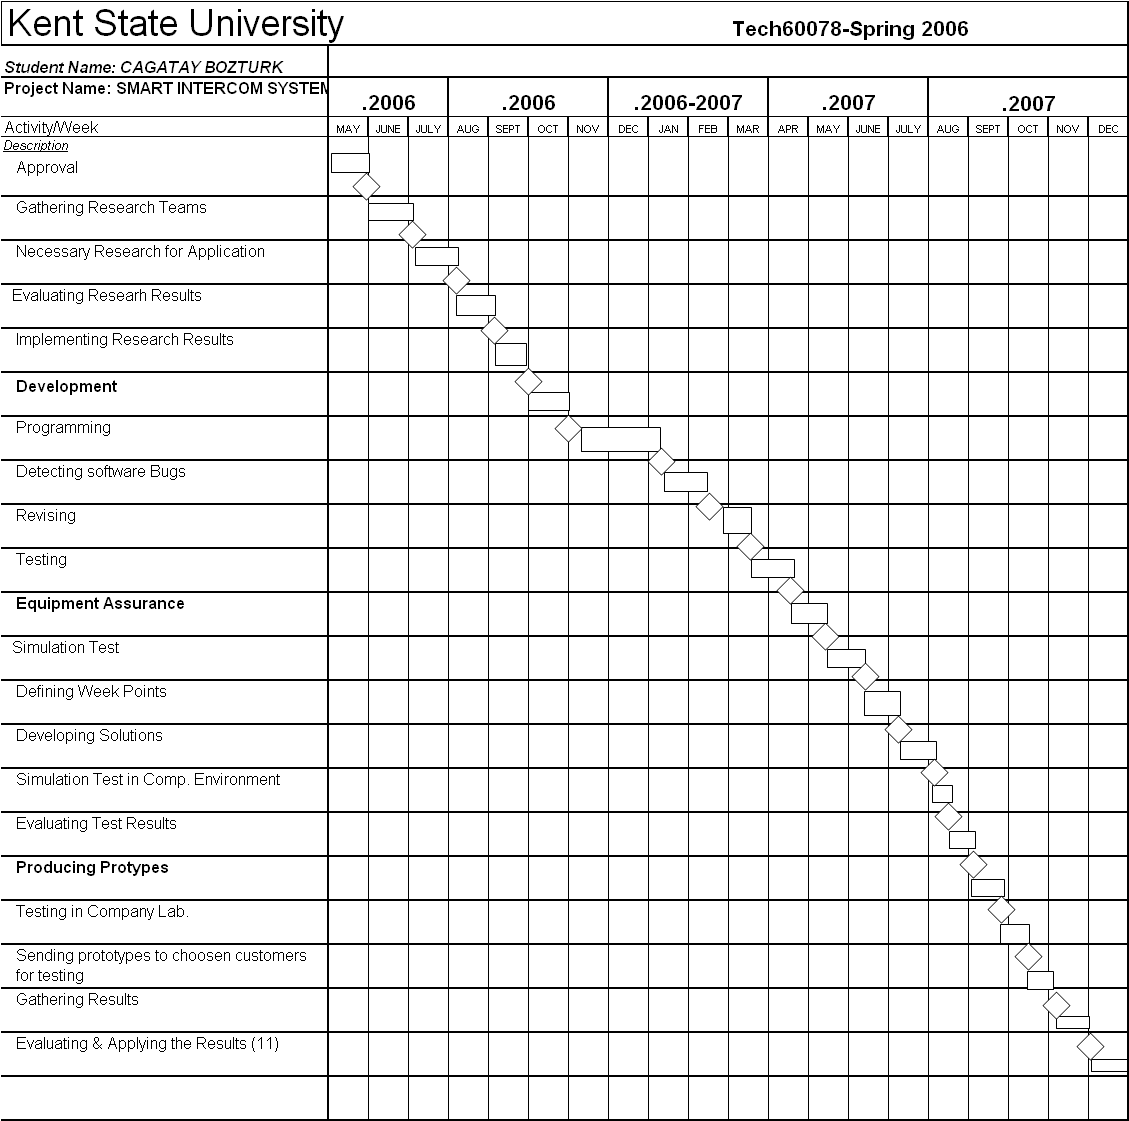 Kent State University
Tech60078-Spring 2006
Student Name: CAGATAY BOZTURK
Project Name: SMART INTERCOM SYSTEM
.2006 .2006 .2006-2007 .2007 .2007
Activity/Week MAY JUNE JULY AUG SEPT OCT NOV DEC JAN FEB MAR APR MAY JUNE JULY AUG SEPT OCT NOV DEC
Description
Approval
Gathering Research Teams
Necessary Research for Application
Evaluating Researh Results
Implementing Research Results
Development
Programming
Detecting software Bugs
Revising
Testing
Equipment Assurance
Simulation Test
Defining Week Points
Developing Solutions
Simulation Test in Comp. Environment
Evaluating Test Results
Producing Protypes
Testing in Company Lab.
Sending prototypes to choosen customers
for testing
Gathering Results
Evaluating & Applying the Results (11)